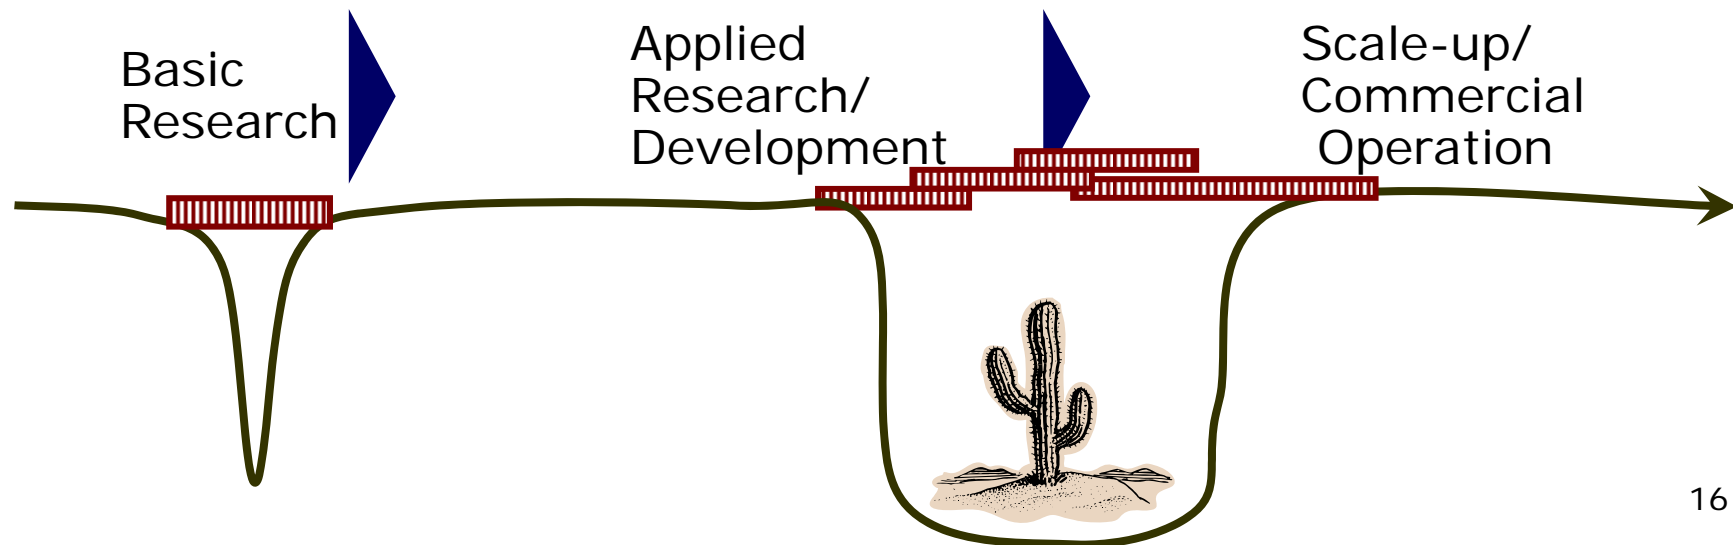 Basic
Research
Applied
Research/
Development
Scale-up/
Commercial
Operation
16